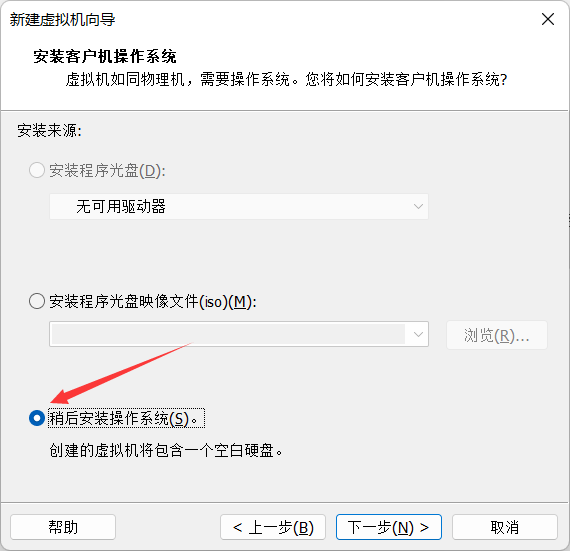 新建虚拟机向导
安装客户机操作系统
虚拟机如同物理机，需要操作系统。您将如何安装客户机操作系统?
安装来源:
安装程序光盘(D):
无可用驱动器
安装程序光盘映像文件(iso)(M):
浏览(R)...
稍后安装操作系统(S)。
创建的虚拟机将包含一个空白硬盘。
帮助
< 上一步(B)
下一步(N) >
取消